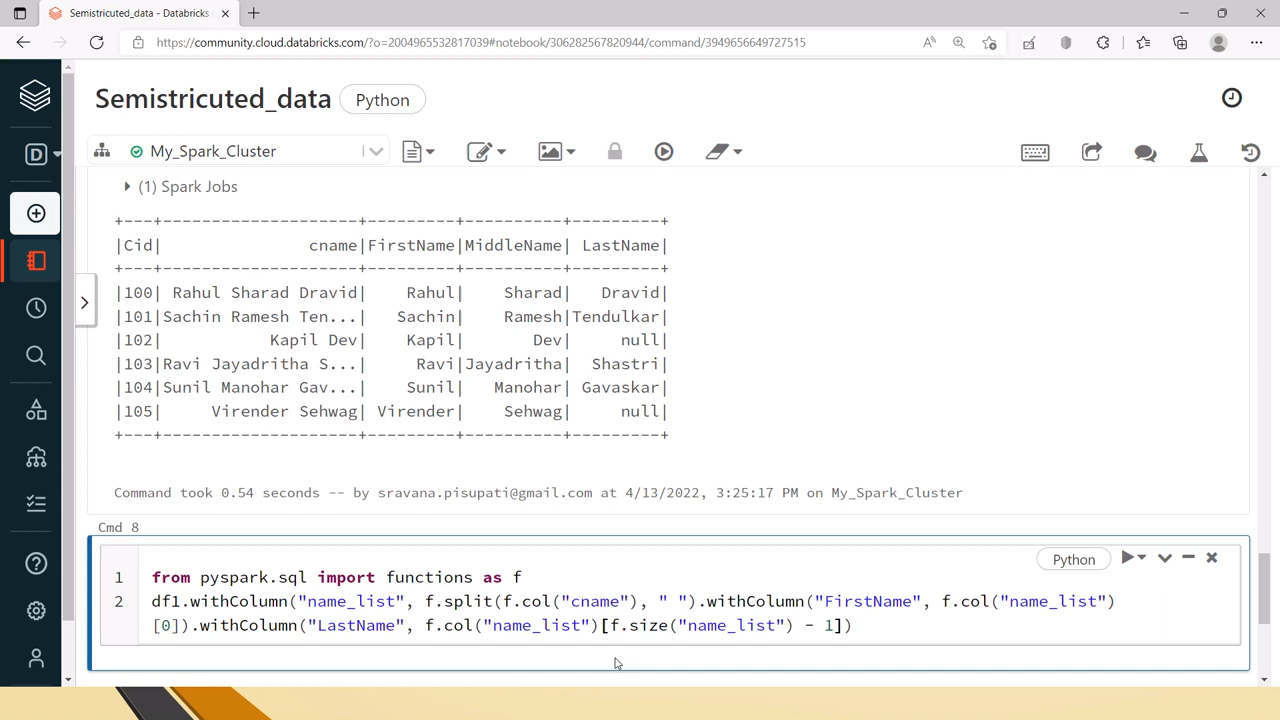 Semistricuted_data - Databricks
https://community.cloud.databricks.com/?o=2004965532817039#notebook/306282567820944/command/3949656649727515
Semistricuted_data Python
D
My_Spark_Cluster
(1) Spark Jobs
+---+--------------------+---------+----------+---------+
|Cid| cname|FirstName|MiddleName| LastName|
+---+--------------------+---------+----------+---------+
|100| Rahul Sharad Dravid| Rahul| Sharad| Dravid|
|101|Sachin Ramesh Ten...| Sachin| Ramesh|Tendulkar|
|102| Kapil Dev| Kapil| Dev| null|
|103|Ravi Jayadritha S...| Ravi|Jayadritha| Shastri|
|104|Sunil Manohar Gav...| Sunil| Manohar| Gavaskar|
|105| Virender Sehwag| Virender| Sehwag| null|
+---+--------------------+---------+----------+---------+
Command took 0.54 seconds -- by sravana.pisupati@gmail.com at 4/13/2022, 3:25:17 PM on My_Spark_Cluster
Cmd 8
Python
1 from pyspark.sql import functions as f
2 df1.withColumn("name_list", f.split(f.col("cname"), " ").withColumn("FirstName", f.col("name_list")
[0]).withColumn("LastName", f.col("name_list")[f.size("name_list") - 1])